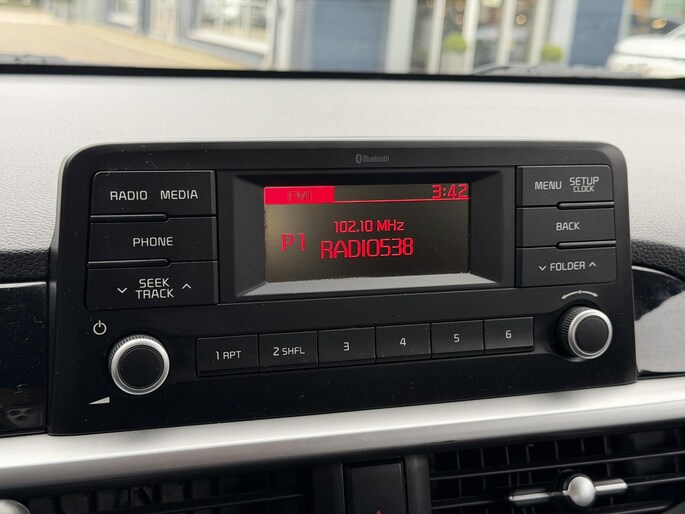 Bluetooth
RADIO MEDIA
PHONE
SEEK
TRACK
FM1 3:42
102.10 MHz
P1 RADIO538
MENU SETUP
CLOCK
BACK
FOLDER
1 RPT 2 SHFL 3 4 5 6